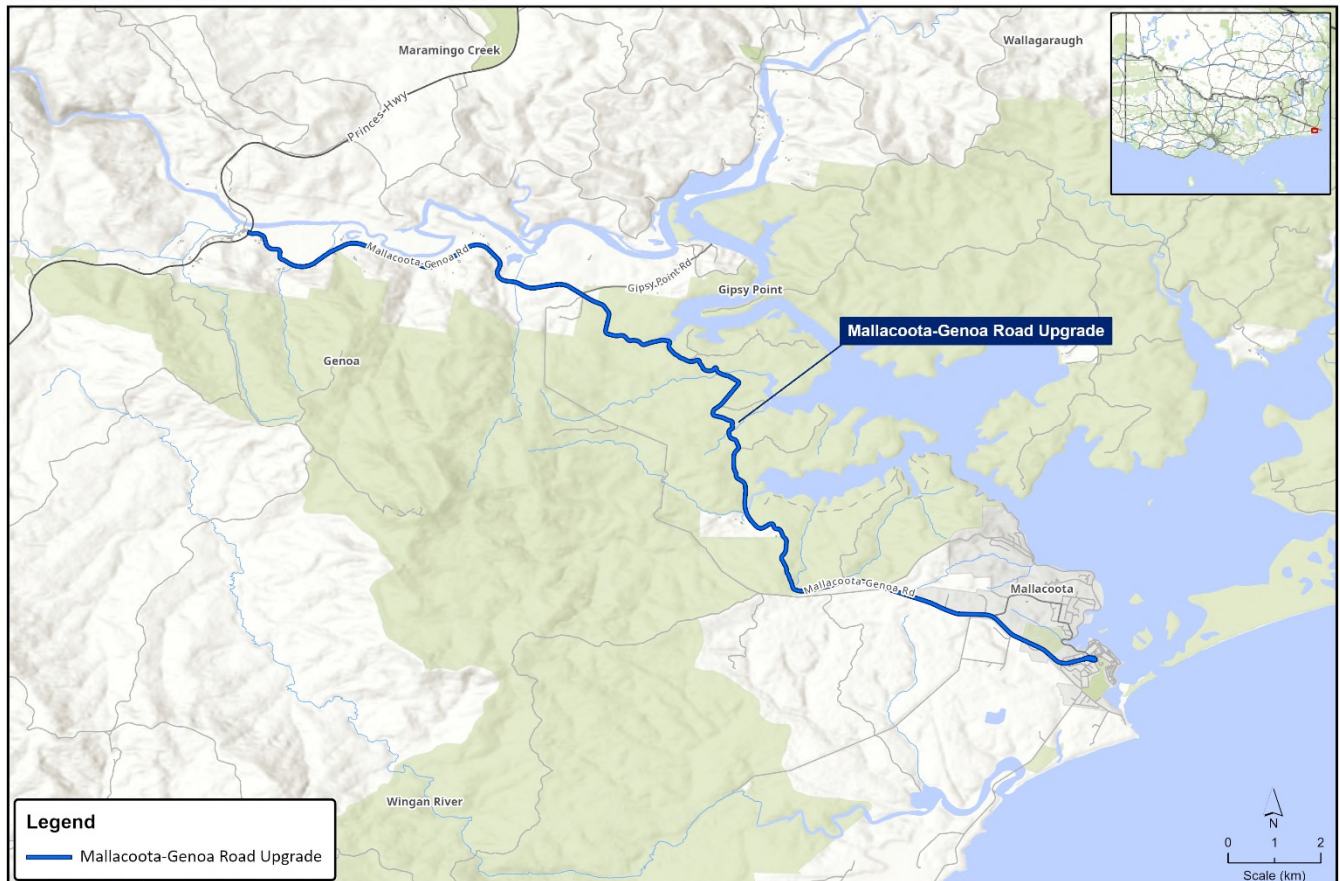 Maramingo Creek
Wallagaraugh
Princes-Hwy
Mallacoota-Genoa Rd
Gipsy Point Rd
Gipsy Point
Mallacoota-Genoa Road Upgrade
Genoa
Mallacoota-Genoa Rd
Mallacoota
Wingan River
Legend
Mallacoota-Genoa Road Upgrade
N
0 1 2
Scale (km)